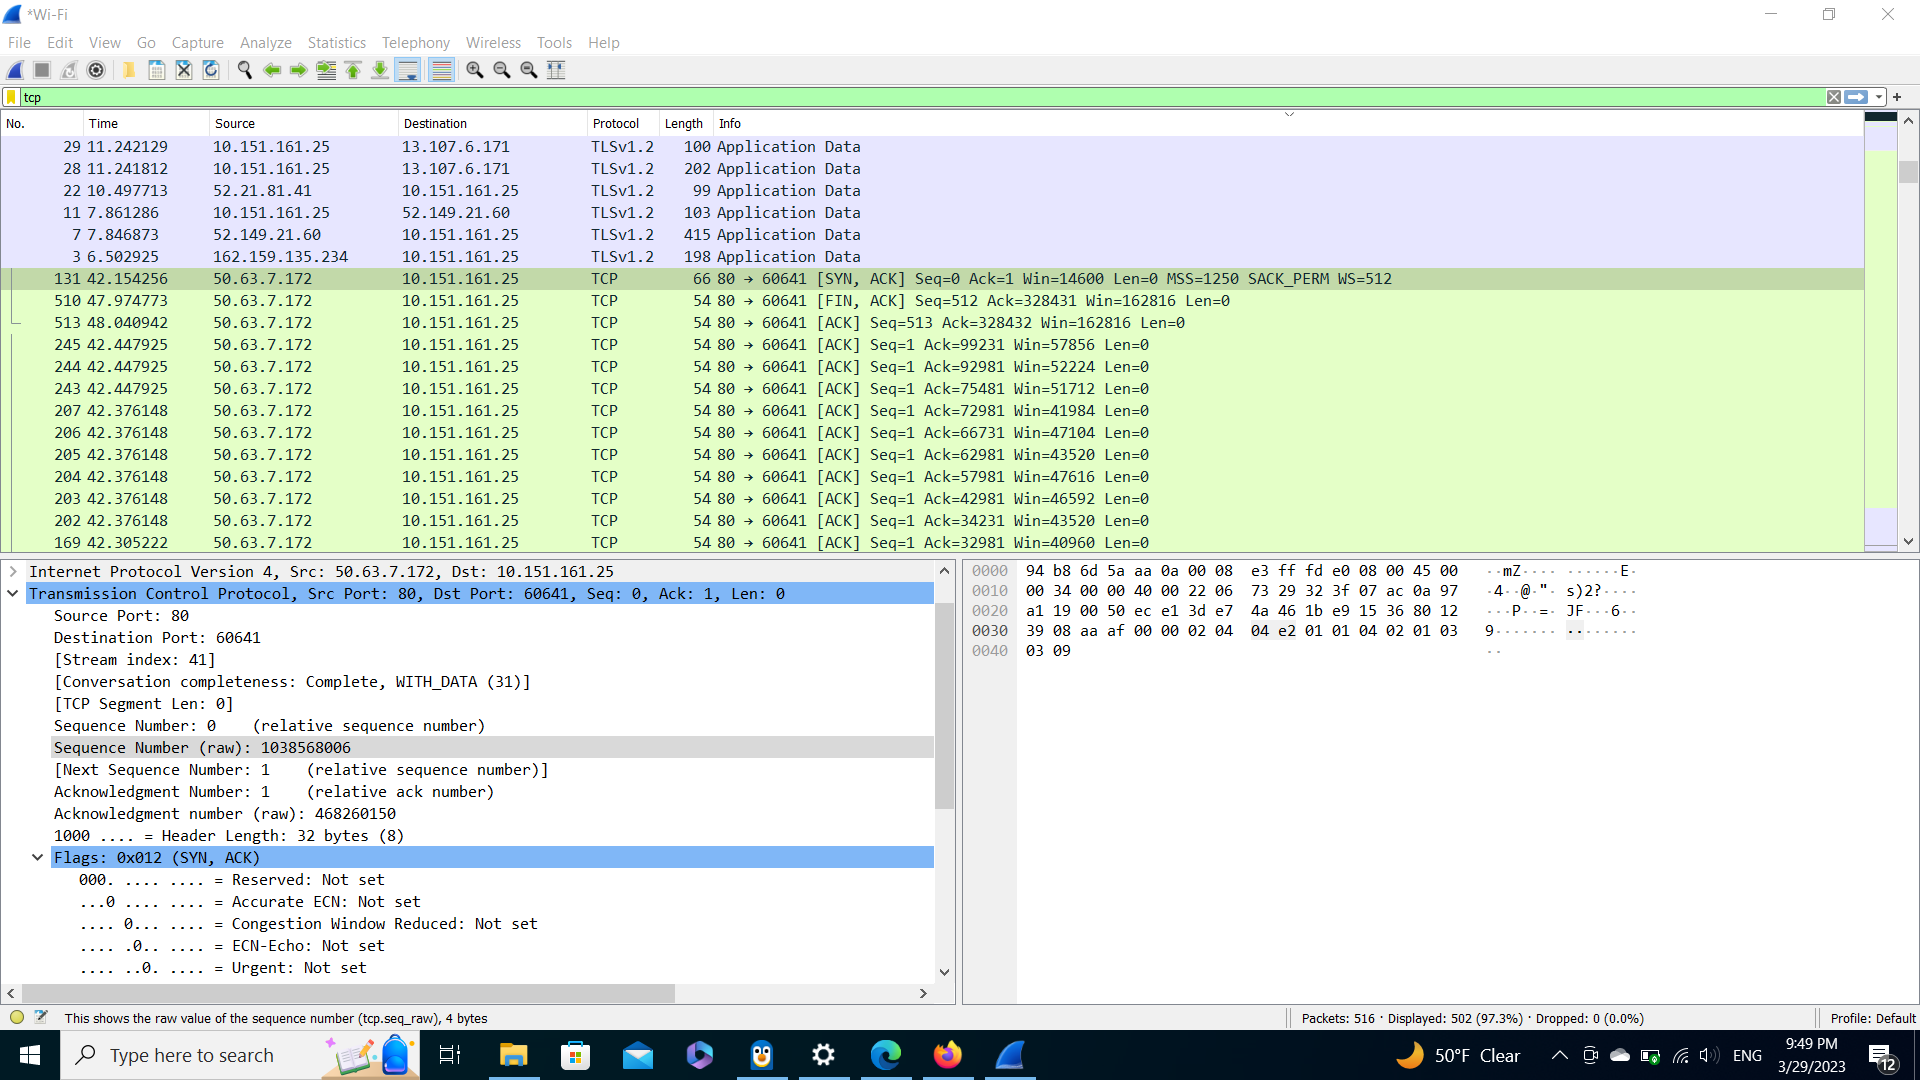 *Wi-Fi
File Edit View Go Capture Analyze Statistics Telephony Wireless Tools Help
tcp
No. Time Source Destination Protocol Length Info
29 11.242129 10.151.161.25 13.107.6.171 TLSv1.2 100 Application Data
28 11.241812 10.151.161.25 13.107.6.171 TLSv1.2 202 Application Data
22 10.497713 52.21.81.41 10.151.161.25 TLSv1.2 99 Application Data
11 7.861286 10.151.161.25 52.149.21.60 TLSv1.2 103 Application Data
7 7.846873 52.149.21.60 10.151.161.25 TLSv1.2 415 Application Data
3 6.502925 162.159.135.234 10.151.161.25 TLSv1.2 198 Application Data
131 42.154256 50.63.7.172 10.151.161.25 TCP 66 80 → 60641 [SYN, ACK] Seq=0 Ack=1 Win=14600 Len=0 MSS=1250 SACK_PERM WS=512
510 47.974773 50.63.7.172 10.151.161.25 TCP 54 80 → 60641 [FIN, ACK] Seq=512 Ack=328431 Win=162816 Len=0
513 48.040942 50.63.7.172 10.151.161.25 TCP 54 80 → 60641 [ACK] Seq=513 Ack=328432 Win=162816 Len=0
245 42.447925 50.63.7.172 10.151.161.25 TCP 54 80 → 60641 [ACK] Seq=1 Ack=99231 Win=57856 Len=0
244 42.447925 50.63.7.172 10.151.161.25 TCP 54 80 → 60641 [ACK] Seq=1 Ack=92981 Win=52224 Len=0
243 42.447925 50.63.7.172 10.151.161.25 TCP 54 80 → 60641 [ACK] Seq=1 Ack=75481 Win=51712 Len=0
207 42.376148 50.63.7.172 10.151.161.25 TCP 54 80 → 60641 [ACK] Seq=1 Ack=72981 Win=41984 Len=0
206 42.376148 50.63.7.172 10.151.161.25 TCP 54 80 → 60641 [ACK] Seq=1 Ack=66731 Win=47104 Len=0
205 42.376148 50.63.7.172 10.151.161.25 TCP 54 80 → 60641 [ACK] Seq=1 Ack=62981 Win=43520 Len=0
204 42.376148 50.63.7.172 10.151.161.25 TCP 54 80 → 60641 [ACK] Seq=1 Ack=57981 Win=47616 Len=0
203 42.376148 50.63.7.172 10.151.161.25 TCP 54 80 → 60641 [ACK] Seq=1 Ack=42981 Win=46592 Len=0
202 42.376148 50.63.7.172 10.151.161.25 TCP 54 80 → 60641 [ACK] Seq=1 Ack=34231 Win=43520 Len=0
169 42.305222 50.63.7.172 10.151.161.25 TCP 54 80 → 60641 [ACK] Seq=1 Ack=32981 Win=40960 Len=0
Internet Protocol Version 4, Src: 50.63.7.172, Dst: 10.151.161.25
Transmission Control Protocol, Src Port: 80, Dst Port: 60641, Seq: 0, Ack: 1, Len: 0
Source Port: 80
Destination Port: 60641
[Stream index: 41]
[Conversation completeness: Complete, WITH_DATA (31)]
[TCP Segment Len: 0]
Sequence Number: 0 (relative sequence number)
Sequence Number (raw): 1038568006
[Next Sequence Number: 1 (relative sequence number)]
Acknowledgment Number: 1 (relative ack number)
Acknowledgment number (raw): 468260150
1000 .... = Header Length: 32 bytes (8)
Flags: 0x012 (SYN, ACK)
000. .... .... = Reserved: Not set
...0 .... .... = Accurate ECN: Not set
.... 0... .... = Congestion Window Reduced: Not set
.... .0.. .... = ECN-Echo: Not set
.... ..0. .... = Urgent: Not set
0000 94 b8 6d 5a aa 0a 00 08 e3 ff fd e0 08 00 45 00 ··mZ···· ······E·
0010 00 34 00 00 40 00 22 06 73 29 32 3f 07 ac 0a 97 ·4··@·"· s)2?····
0020 a1 19 00 50 ec e1 3d e7 4a 46 1b e9 15 36 80 12 ···P··=· JF···6··
0030 39 08 aa af 00 00 02 04 04 e2 01 01 04 02 01 03 9······· ········
0040 03 09 ··
This shows the raw value of the sequence number (tcp.seq_raw), 4 bytes
Packets: 516 · Displayed: 502 (97.3%) · Dropped: 0 (0.0%)
Profile: Default
Type here to search
50°F Clear
ENG
9:49 PM
3/29/2023
12